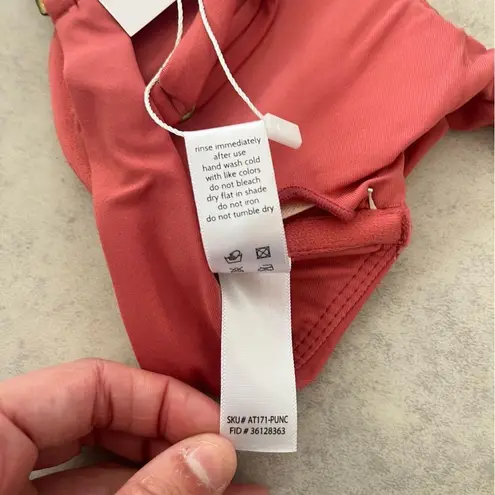 rinse immediately
after use
hand wash cold
with like colors
do not bleach
dry flat in shade
do not iron
do not tumble dry
SKU# AT171-PUNC
FID # 36128363